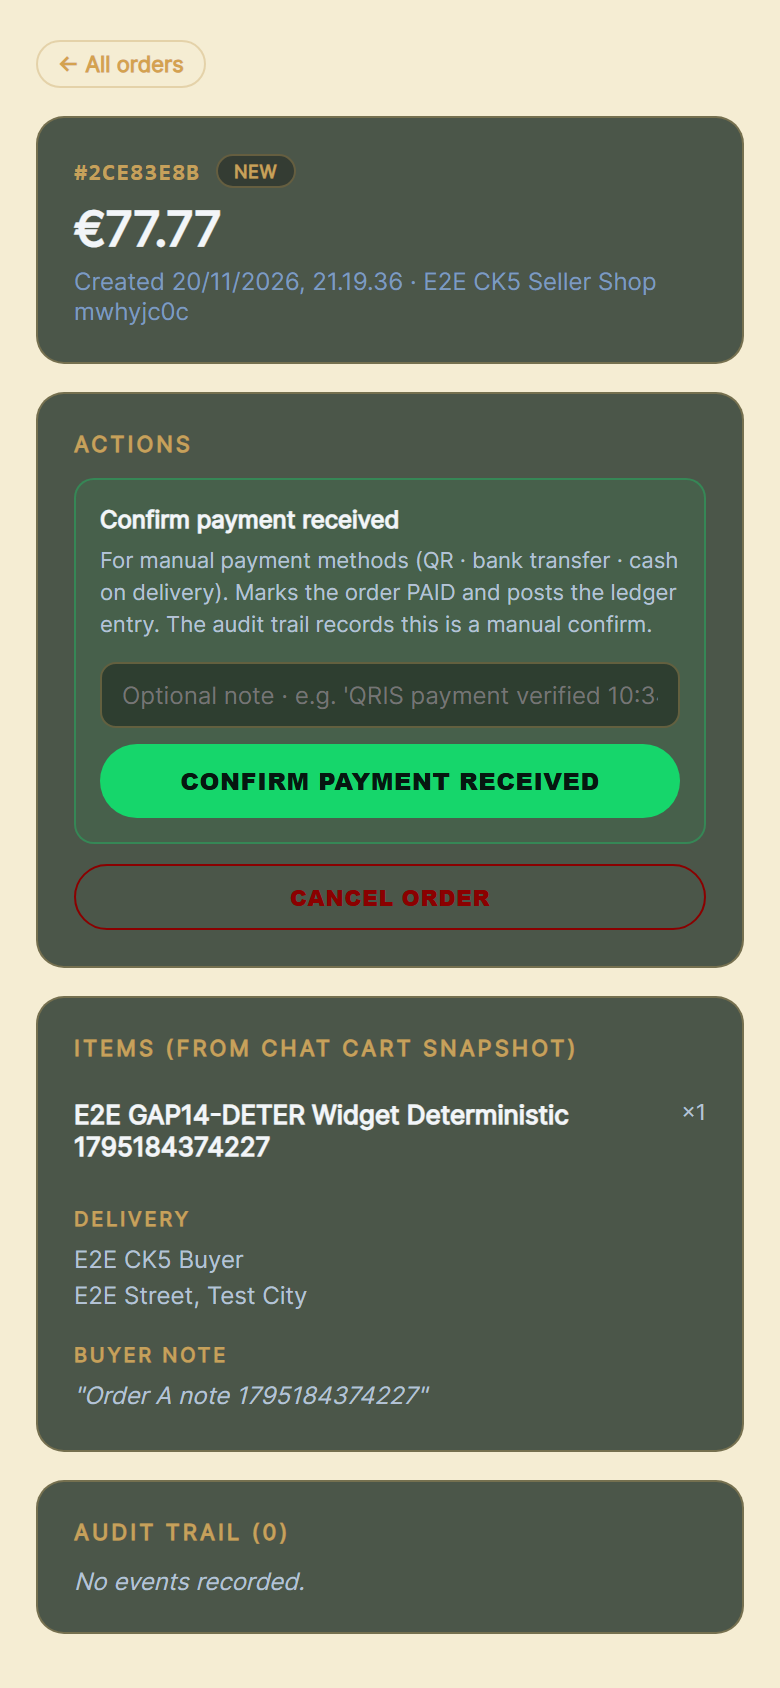 ← All orders
#2CE83E8B NEW
€77.77
Created 20/11/2026, 21.19.36 · E2E CK5 Seller Shop
mwhyjc0c
ACTIONS
Confirm payment received
For manual payment methods (QR · bank transfer · cash
on delivery). Marks the order PAID and posts the ledger
entry. The audit trail records this is a manual confirm.
Optional note · e.g. 'QRIS payment verified 10:3
CONFIRM PAYMENT RECEIVED
CANCEL ORDER
ITEMS (FROM CHAT CART SNAPSHOT)
E2E GAP14-DETER Widget Deterministic ×1
1795184374227
DELIVERY
E2E CK5 Buyer
E2E Street, Test City
BUYER NOTE
"Order A note 1795184374227"
AUDIT TRAIL (0)
No events recorded.